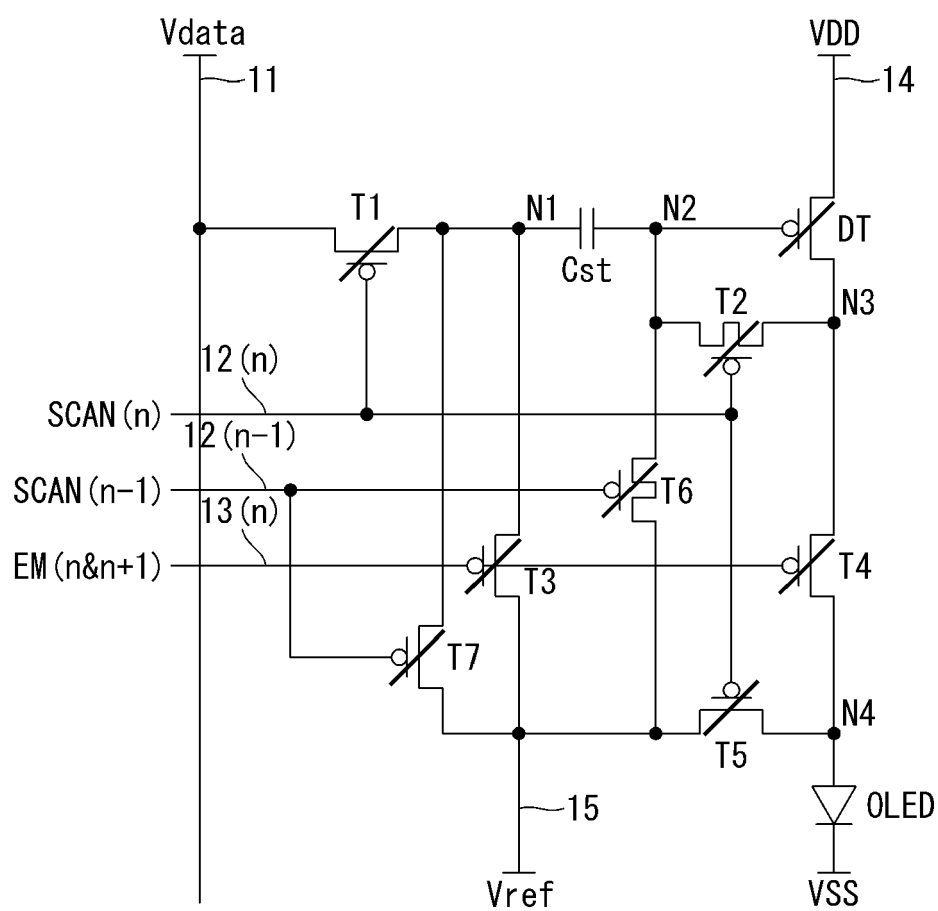 Vdata
VDD
11
14
T1
N1
N2
DT
Cst
T2
N3
12(n)
SCAN(n)
12(n-1)
SCAN(n-1)
T6
13(n)
EM(n&n+1)
T3
T4
T7
N4
T5
15
OLED
Vref
VSS